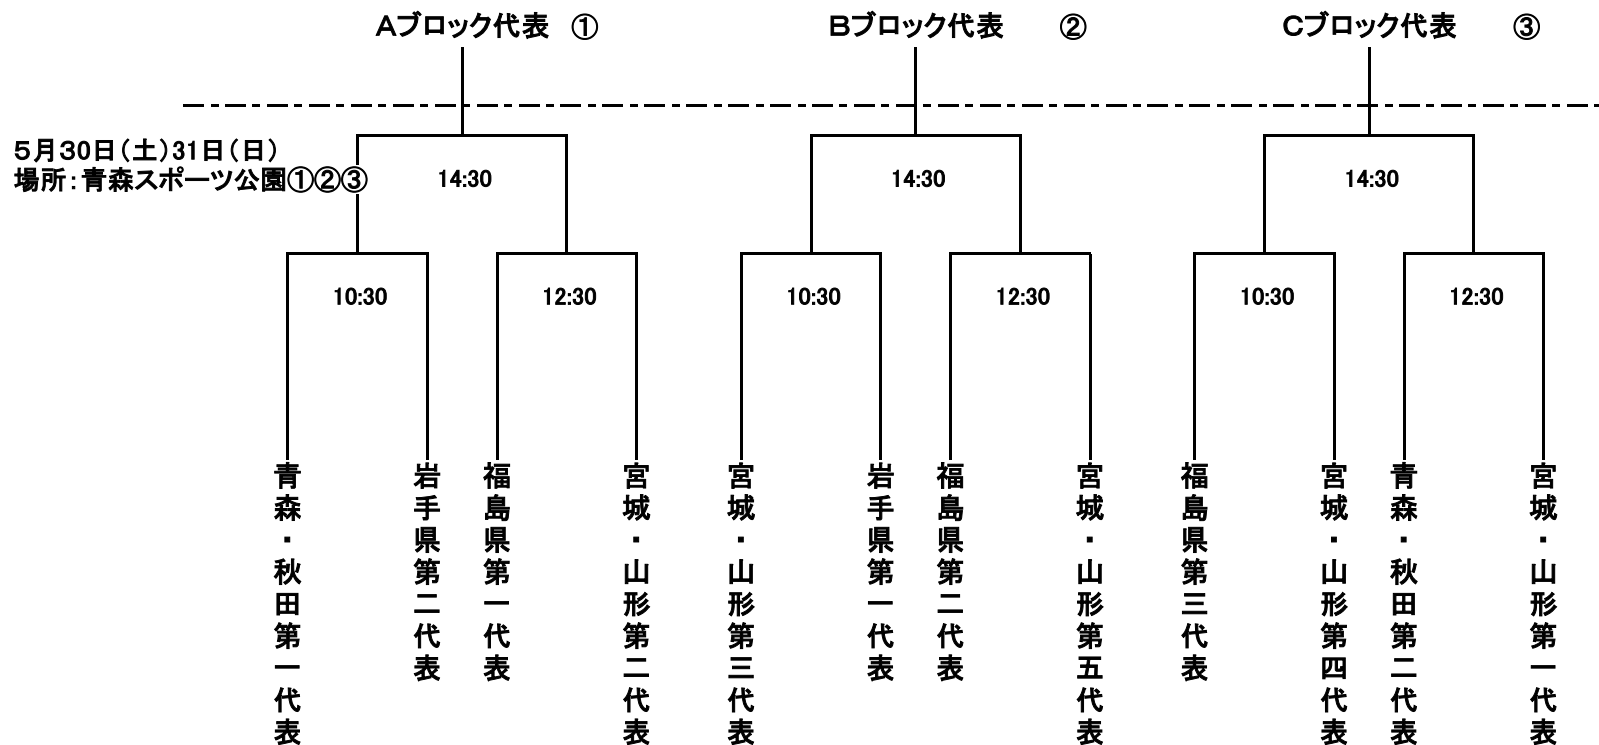 Aブロック代表 ①
Bブロック代表 ②
Cブロック代表 ③
5月30日(土)31日(日)
場所:青森スポーツ公園①②③
14:30
14:30
14:30
10:30
12:30
10:30
12:30
10:30
12:30
青森・秋田第一代表
岩手県第二代表
福島県第一代表
宮城・山形第二代表
宮城・山形第三代表
岩手県第一代表
福島県第二代表
宮城・山形第五代表
福島県第三代表
宮城・山形第四代表
青森・秋田第二代表
宮城・山形第一代表